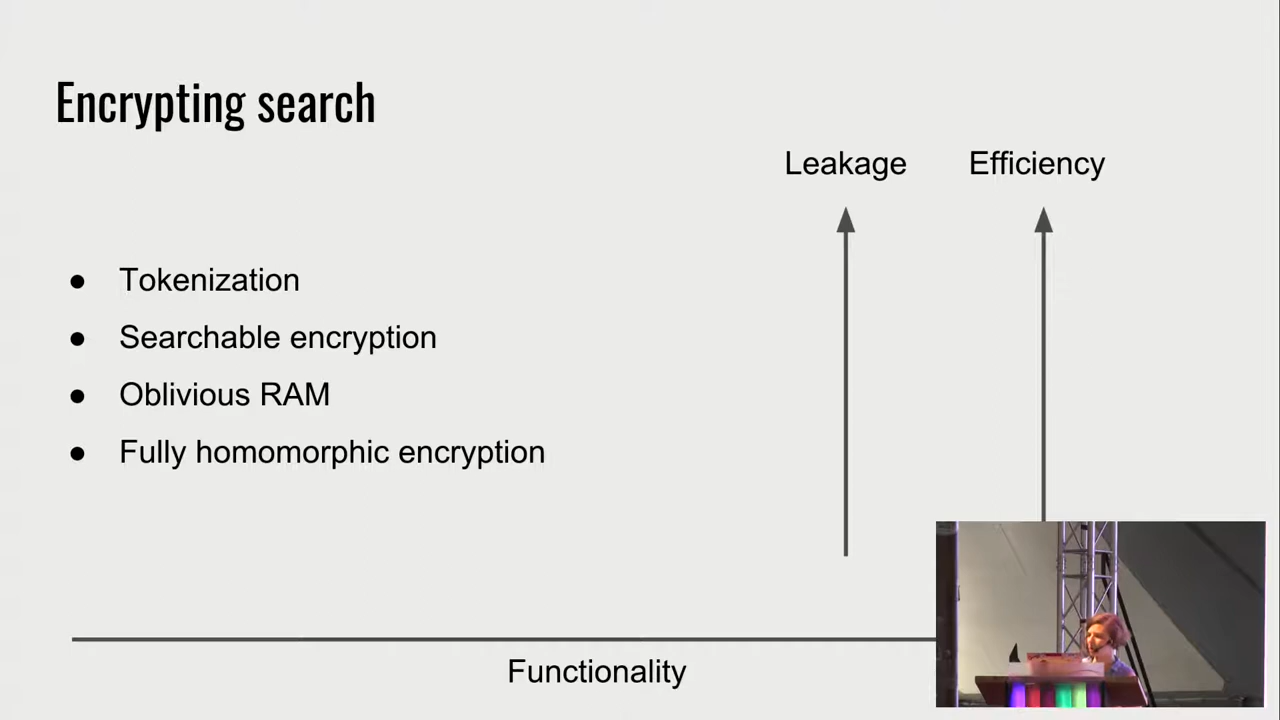 Encrypting search
Leakage
Efficiency
Tokenization
Searchable encryption
Oblivious RAM
Fully homomorphic encryption
Functionality